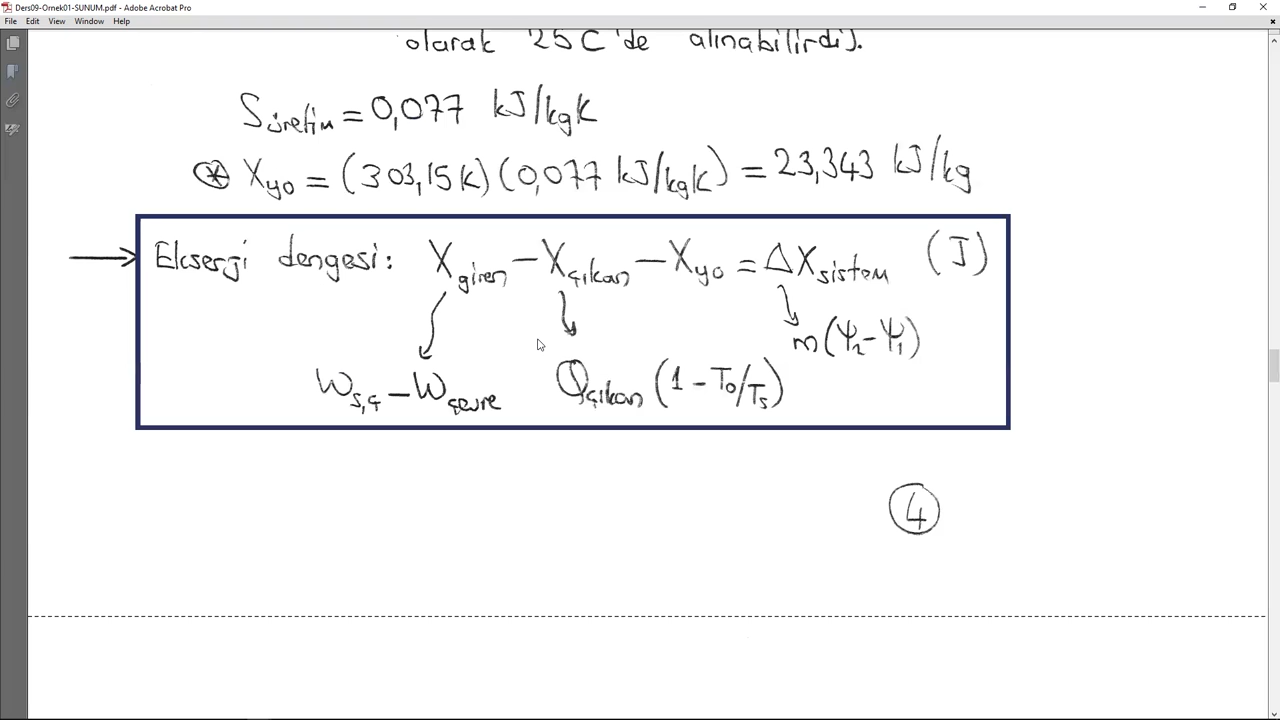 Ders09-Ornek01-SUNUM.pdf - Adobe Acrobat Pro
File Edit View Window Help
olarak 25°C'de alınabilirdi).
Süretim = 0,077 kJ/kgK
⊛ Xyo = (303,15K)(0,077 kJ/kgK) = 23,343 kJ/kg
→ Ekserji dengesi: Xgiren - Xçıkan - Xyo = ΔXsistem (J)
m(Ψ2-Ψ1)
Ws,g - Wçevre Qçıkan (1 - T0/Ts)
4